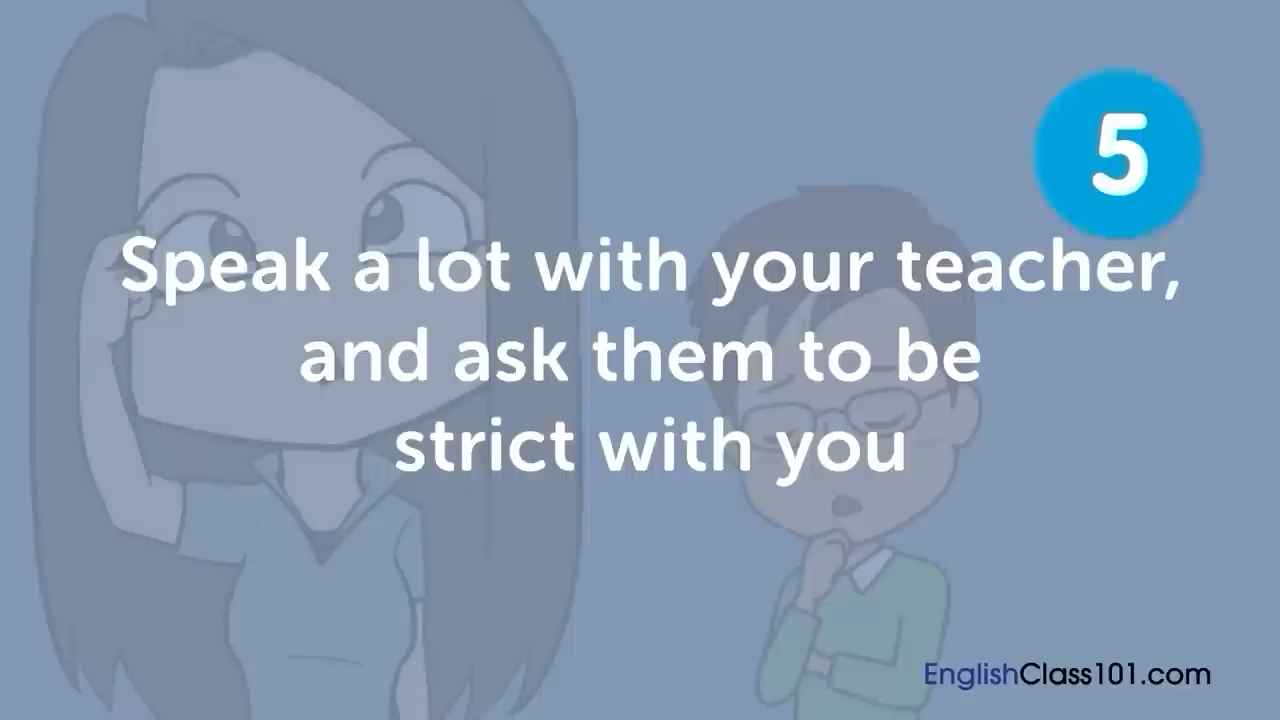 5
Speak a lot with your teacher,
and ask them to be
strict with you
EnglishClass101.com